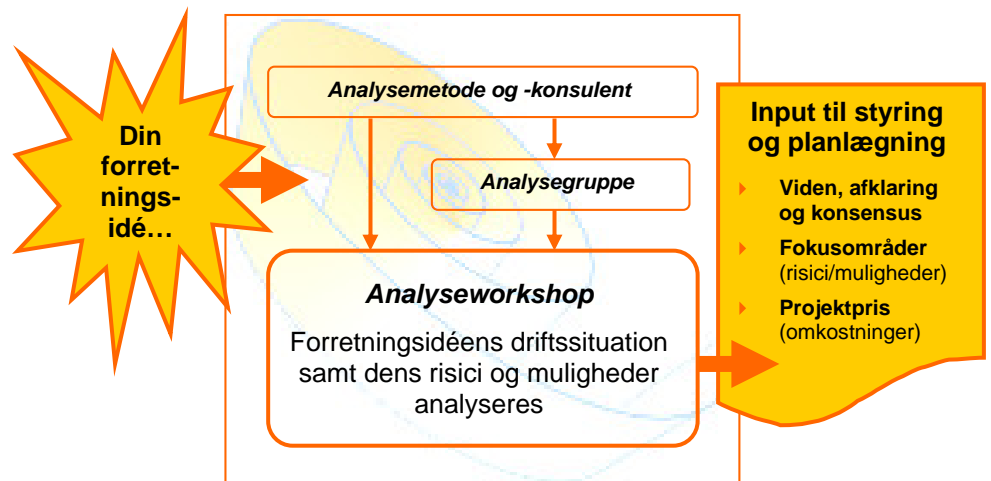 Din
forret-
nings-
idé…
Analysemetode og -konsulent
Analysegruppe
Analyseworkshop
Forretningsidéens driftssituation
samt dens risici og muligheder
analyseres
Input til styring
og planlægning
Viden, afklaring
og konsensus
Fokusområder
(risici/muligheder)
Projektpris
(omkostninger)